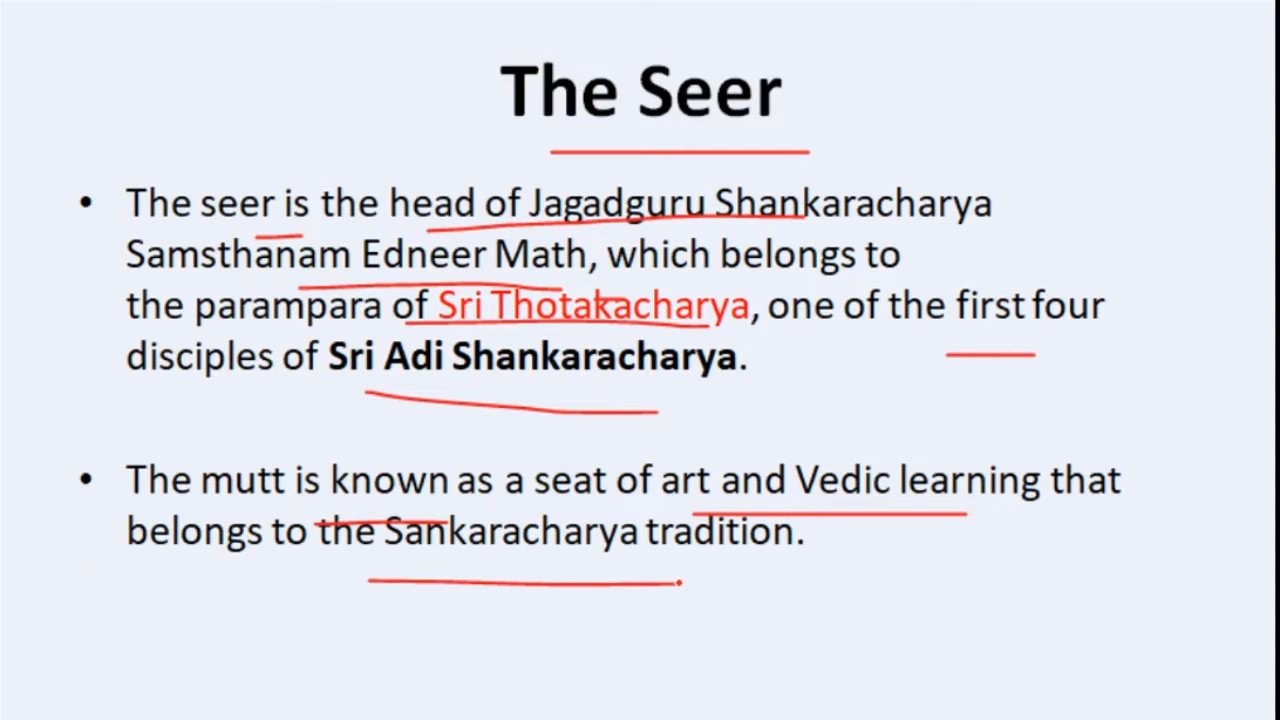 The Seer
• The seer is the head of Jagadguru Shankaracharya
Samsthanam Edneer Math, which belongs to
the parampara of Sri Thotakacharya, one of the first four
disciples of Sri Adi Shankaracharya.
• The mutt is known as a seat of art and Vedic learning that
belongs to the Sankaracharya tradition.